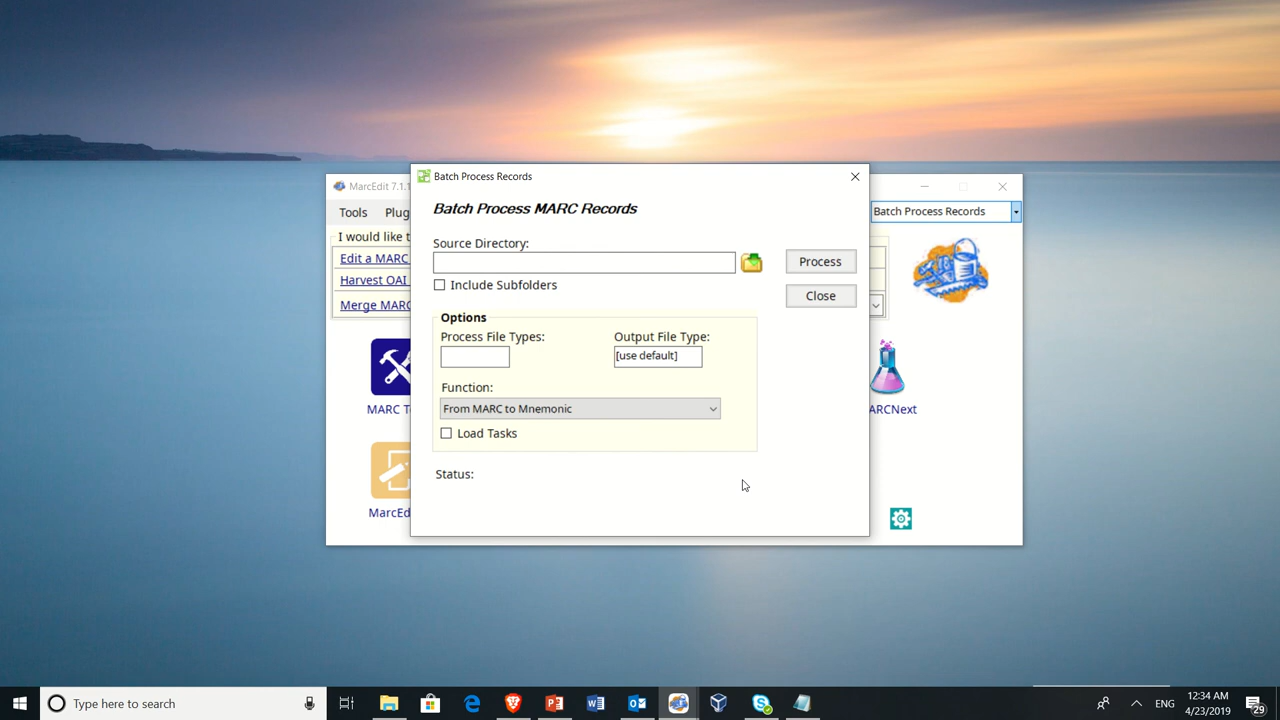 MarcEdit 7.1.1
Tools Plug
Batch Process Records
I would like t
Edit a MARC
Harvest OAI
Merge MARC
MARC T
MarcEd
ARCNext
Batch Process Records
Batch Process MARC Records
Source Directory:
Process
Include Subfolders
Close
Options
Process File Types: Output File Type:
[use default]
Function:
From MARC to Mnemonic
Load Tasks
Status:
Type here to search
ENG
12:34 AM
4/23/2019
29